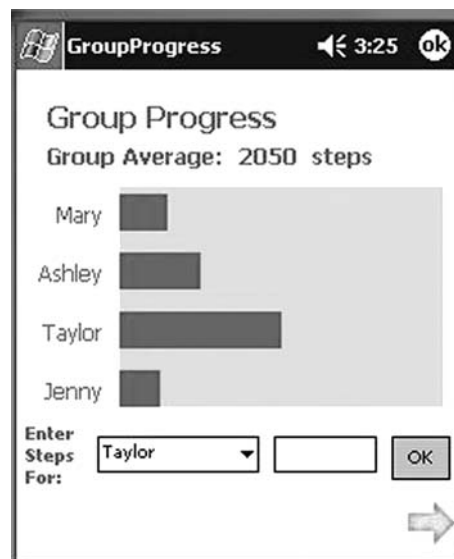 GroupProgress 3:25 ok
Group Progress
Group Average: 2050 steps
Mary
Ashley
Taylor
Jenny
Enter
Steps
For:
Taylor
OK